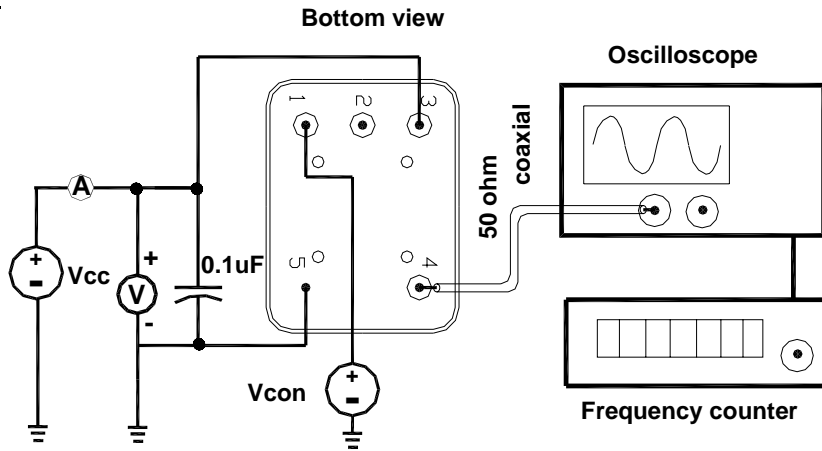 Bottom view
Oscilloscope
1
2
3
50 ohm
coaxial
A
+
-
Vcc
+
V
-
0.1uF
5
4
Vcon
+
-
Frequency counter